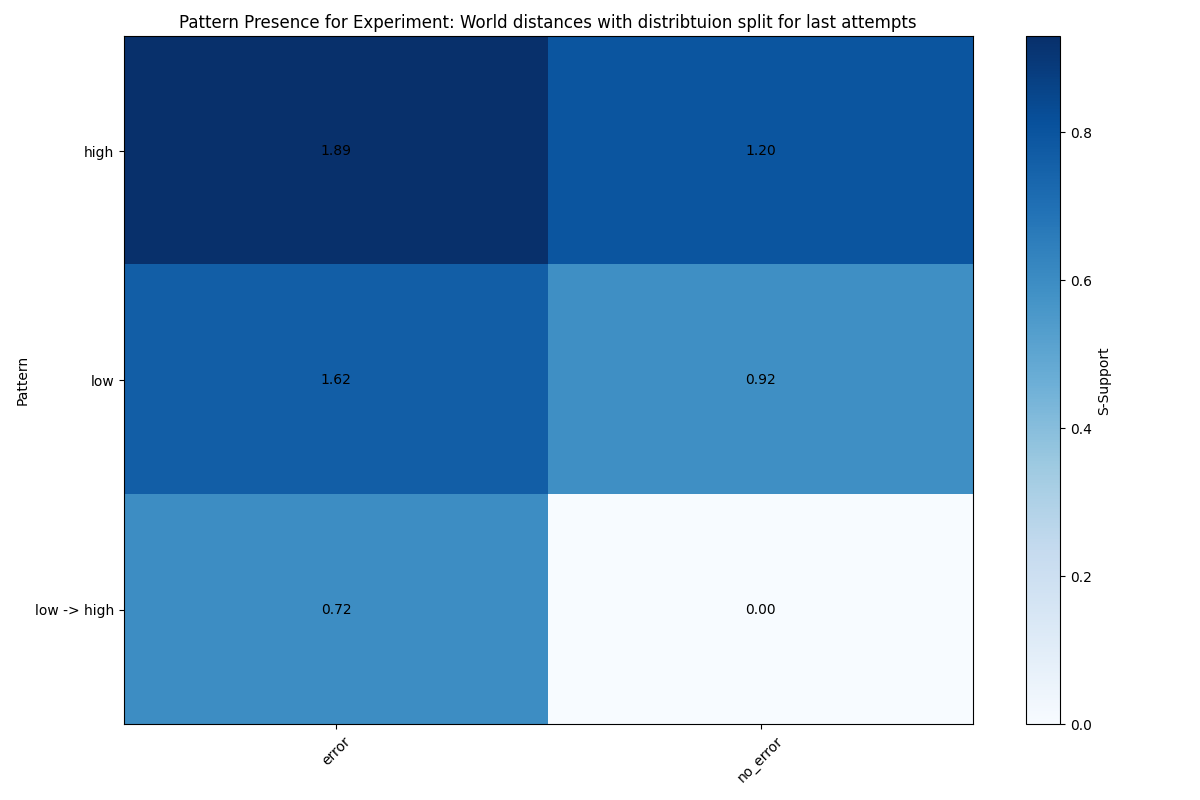 Pattern Presence for Experiment: World distances with distribtuion split for last attempts
high
1.89
1.20
low
1.62
0.92
low -> high
0.72
0.00
Pattern
error
no_error
0.8
0.6
0.4
0.2
0.0
S-Support